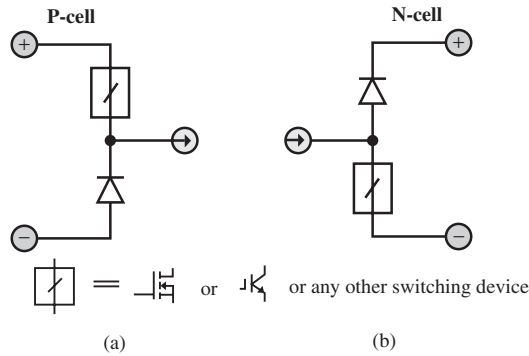 P-cell
N-cell
+
+
−
−
= or or any other switching device
(a)
(b)